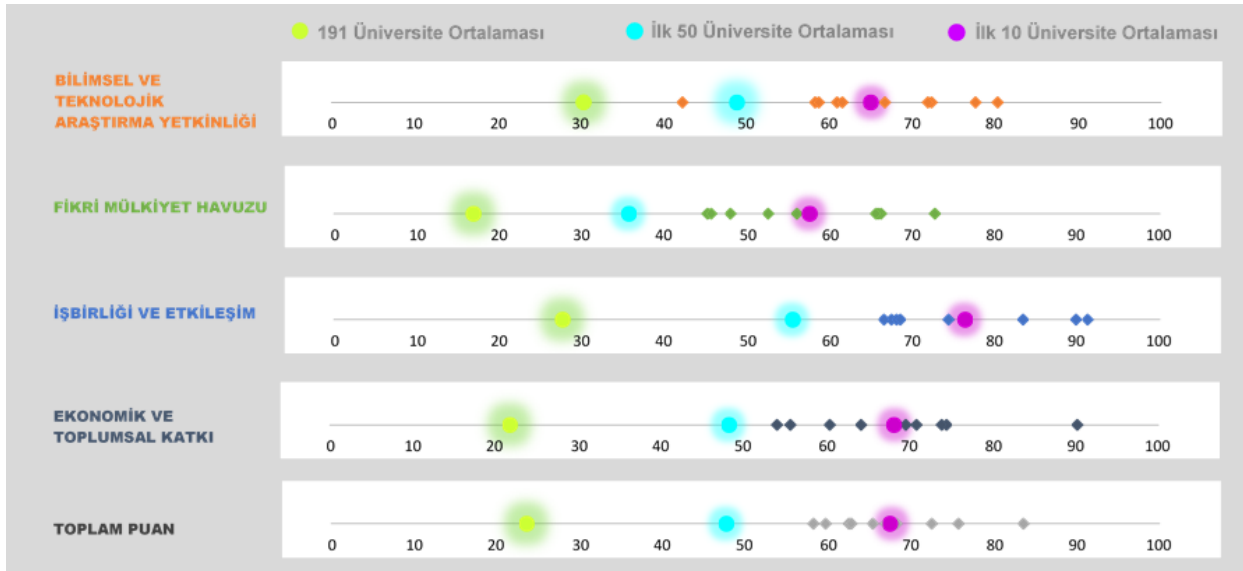 191 Üniversite Ortalaması İlk 50 Üniversite Ortalaması İlk 10 Üniversite Ortalaması
BİLİMSEL VE
TEKNOLOJİK
ARAŞTIRMA YETKİNLİĞİ
0 10 20 30 40 50 60 70 80 90 100
FİKRİ MÜLKİYET HAVUZU
0 10 20 30 40 50 60 70 80 90 100
İŞBİRLİĞİ VE ETKİLEŞİM
0 10 20 30 40 50 60 70 80 90 100
EKONOMİK VE
TOPLUMSAL KATKI
0 10 20 30 40 50 60 70 80 90 100
TOPLAM PUAN
0 10 20 30 40 50 60 70 80 90 100